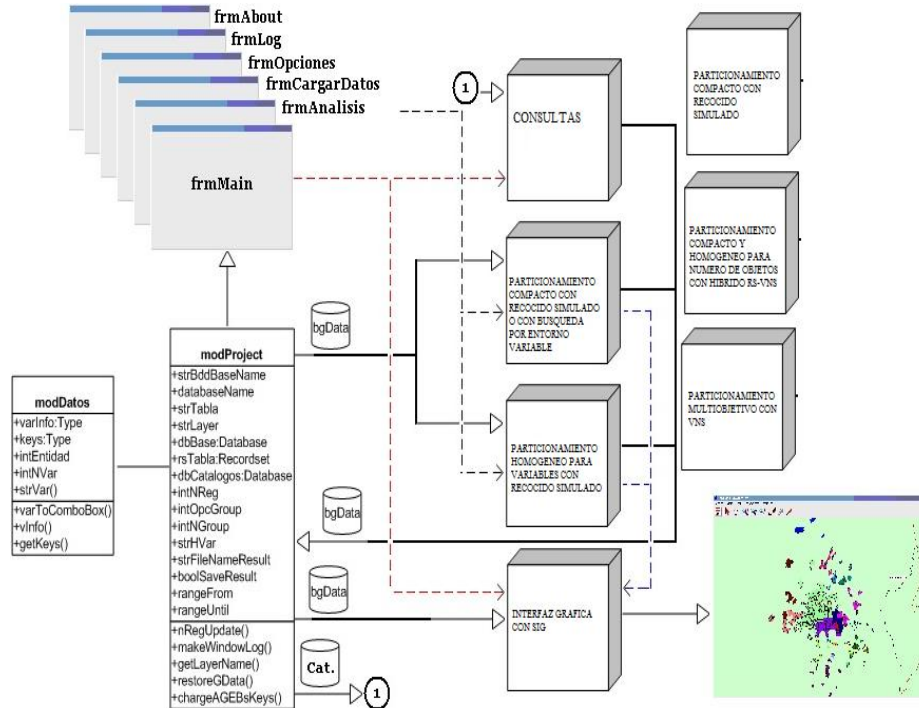 frmAbout
frmLog
frmOpciones
frmCargarDatos
frmAnalisis
frmMain
1
CONSULTAS
PARTICIONAMIENTO
COMPACTO CON
RECOCIDO
SIMULADO
PARTICIONAMIENTO
COMPACTO Y
HOMOGENEO PARA
NUMERO DE OBJETOS
CON HIBRIDO RS-VNS
PARTICIONAMIENTO
MULTIOBJETIVO CON
VNS
PARTICIONAMIENTO
COMPACTO CON
RECOCIDO SIMULADO
O CON BUSQUEDA
POR ENTORNO
VARIABLE
PARTICIONAMIENTO
HOMOGENEO PARA
VARIABLES CON
RECOCIDO SIMULADO
INTERFAZ GRAFICA
CON SIG
bgData
bgData
bgData
Cat.
1
modDatos
+varInfo:Type
+keys:Type
+intEntidad
+intNVar
+strVar()
+varToComboBox()
+vInfo()
+getKeys()
modProject
+strBddBaseName
+databaseName
+strTabla
+strLayer
+dbBase:Database
+rsTabla:Recordset
+dbCatalogos:Database
+intNReg
+intOpcGroup
+intNGroup
+strHVar
+strFileNameResult
+boolSaveResult
+rangeFrom
+rangeUntil
+nRegUpdate()
+makeWindowLog()
+getLayerName()
+restoreGData()
+chargeAGEBsKeys()